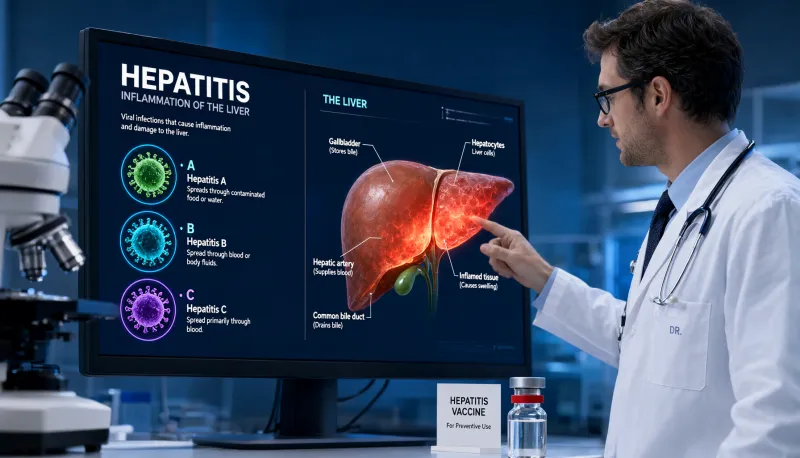 HEPATITIS
INFLAMMATION OF THE LIVER
Viral infections that cause inflammation
and damage to the liver.
A
Hepatitis A
Spreads through contaminated
food or water.
B
Hepatitis B
Spread through blood or
body fluids.
C
Hepatitis C
Spread primarily through
blood.
THE LIVER
Gallbladder
(Stores bile)
Hepatocytes
(Liver cells)
Hepatic artery
(Supplies blood)
Inflamed tissue
(Causes swelling)
Common bile duct
(Drains bile)
DR.
HEPATITIS
VACCINE
For Preventive Use